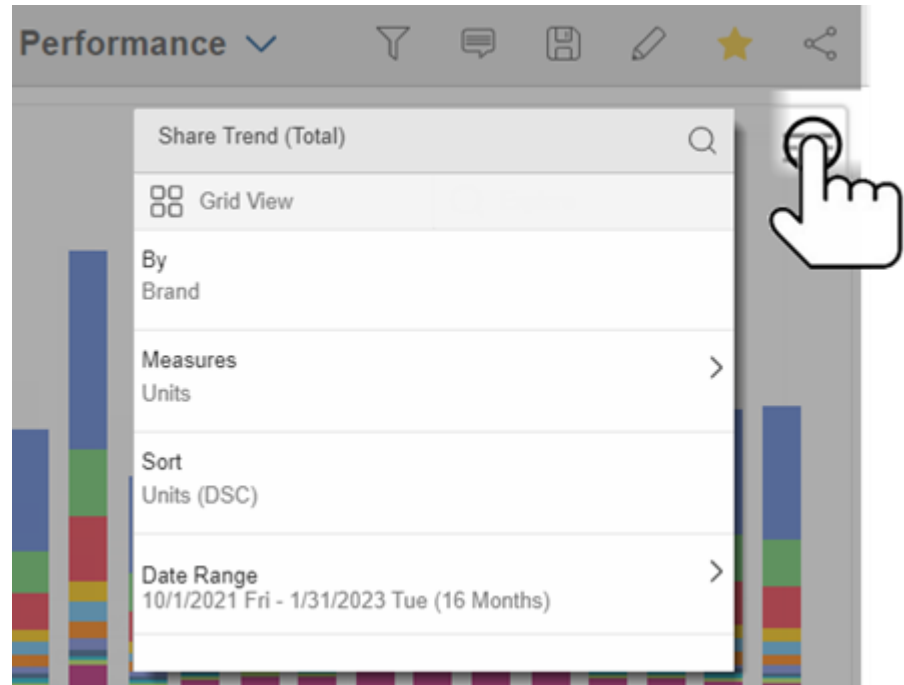 Performance
Share Trend (Total)
Grid View
By
Brand
Measures
Units
Sort
Units (DSC)
Date Range
10/1/2021 Fri - 1/31/2023 Tue (16 Months)